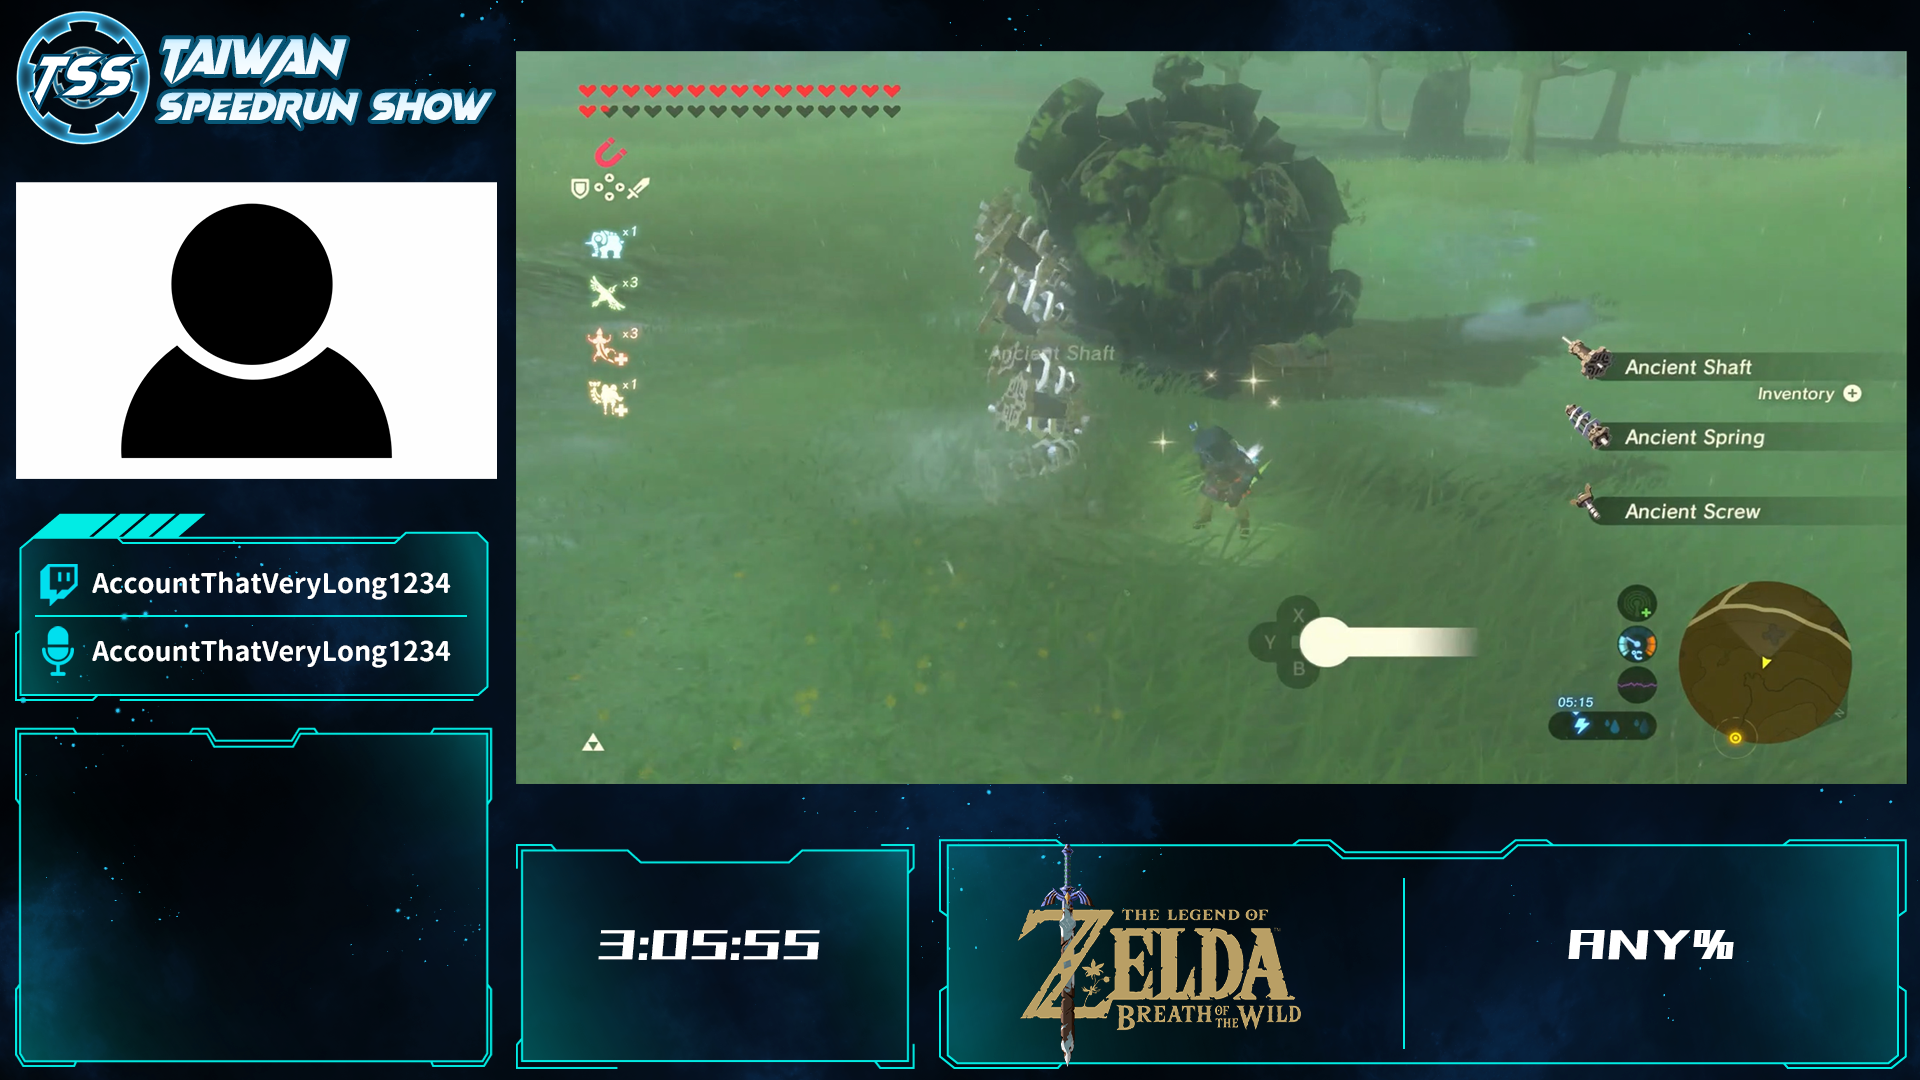 TSS
TAIWAN
SPEEDRUN SHOW
AccountThatVeryLong1234
AccountThatVeryLong1234
x1
x3
x3
x1
Ancient Shaft
Ancient Shaft
Inventory +
Ancient Spring
Ancient Screw
X
Y
B
°C
05:15
N
3:05:55
THE LEGEND OF
ZELDA
BREATH OF THE WILD
ANY%